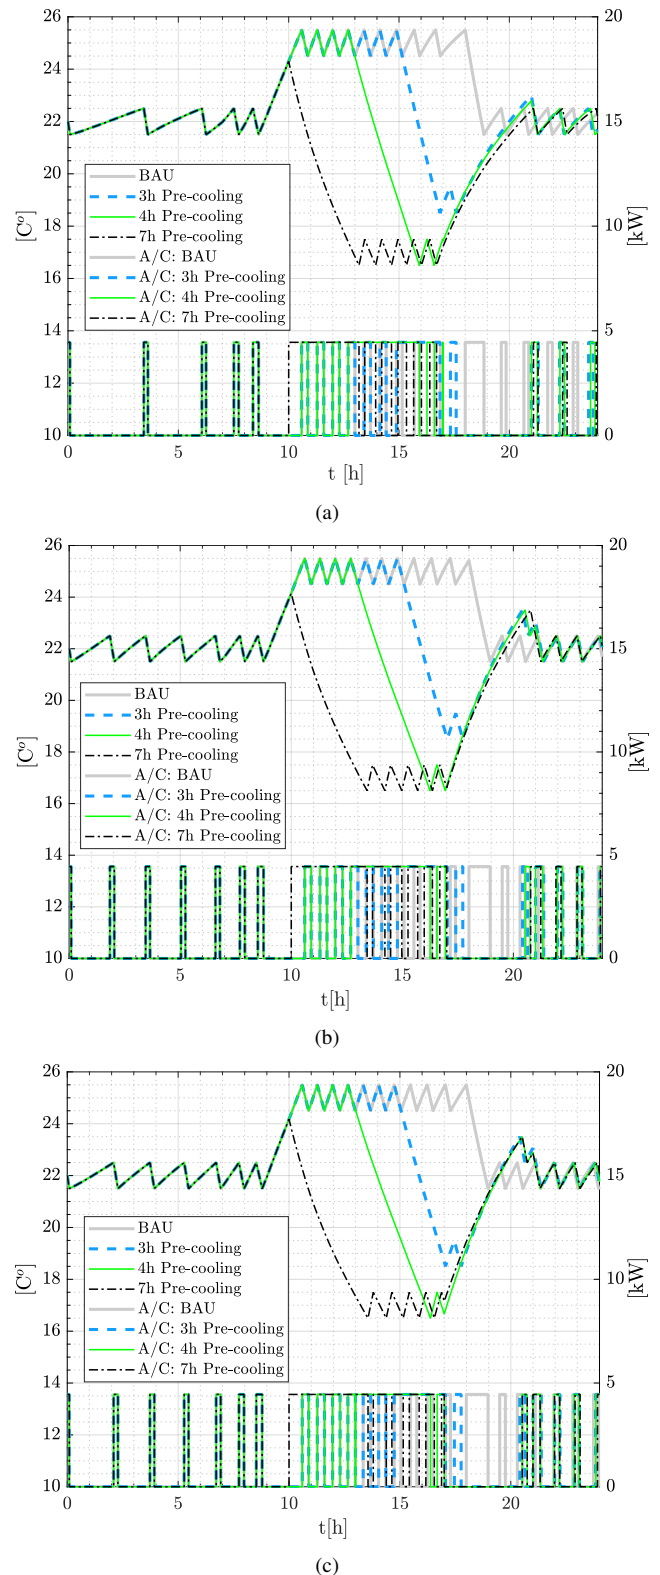 26
24
22
20
18
16
14
12
10
[C°]
20
15
10
5
0
[kW]
BAU
3h Pre-cooling
4h Pre-cooling
7h Pre-cooling
A/C: BAU
A/C: 3h Pre-cooling
A/C: 4h Pre-cooling
A/C: 7h Pre-cooling
0 5 10 15 20
t [h]
(a)
26
24
22
20
18
16
14
12
10
[C°]
20
15
10
5
0
[kW]
BAU
3h Pre-cooling
4h Pre-cooling
7h Pre-cooling
A/C: BAU
A/C: 3h Pre-cooling
A/C: 4h Pre-cooling
A/C: 7h Pre-cooling
0 5 10 15 20
t[h]
(b)
26
24
22
20
18
16
14
12
10
[C°]
20
15
10
5
0
[kW]
BAU
3h Pre-cooling
4h Pre-cooling
7h Pre-cooling
A/C: BAU
A/C: 3h Pre-cooling
A/C: 4h Pre-cooling
A/C: 7h Pre-cooling
0 5 10 15 20
t[h]
(c)